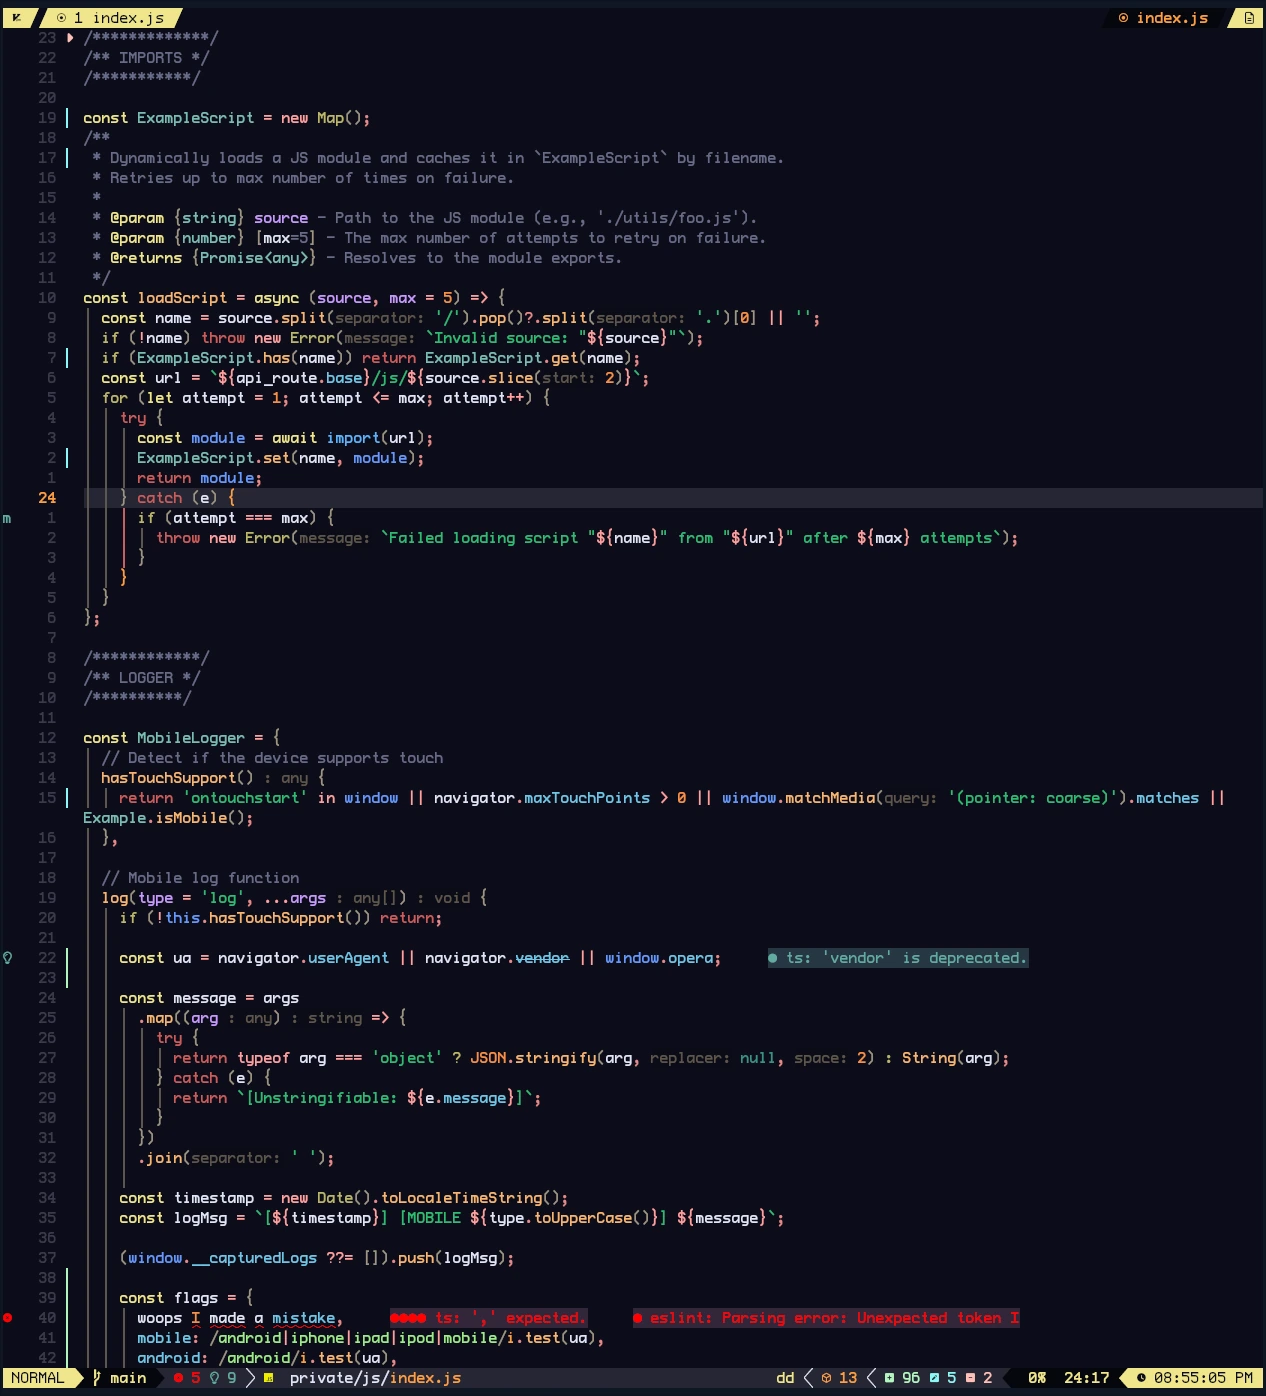 1 index.js index.js
23 /*************/
22 /** IMPORTS */
21 /***********/
20
19 const ExampleScript = new Map();
18 /**
17 * Dynamically loads a JS module and caches it in `ExampleScript` by filename.
16 * Retries up to max number of times on failure.
15 *
14 * @param {string} source - Path to the JS module (e.g., './utils/foo.js').
13 * @param {number} [max=5] - The max number of attempts to retry on failure.
12 * @returns {Promise<any>} - Resolves to the module exports.
11 */
10 const loadScript = async (source, max = 5) => {
9 const name = source.split(separator: '/').pop()?.split(separator: '.')[0] || '';
8 if (!name) throw new Error(message: `Invalid source: "${source}"`);
7 if (ExampleScript.has(name)) return ExampleScript.get(name);
6 const url = `${api_route.base}/js/${source.slice(start: 2)}`;
5 for (let attempt = 1; attempt <= max; attempt++) {
4 try {
3 const module = await import(url);
2 ExampleScript.set(name, module);
1 return module;
24 } catch (e) {
m 1 if (attempt === max) {
2 throw new Error(message: `Failed loading script "${name}" from "${url}" after ${max} attempts`);
3 }
4 }
5 }
6 };
7
8 /************/
9 /** LOGGER */
10 /**********/
11
12 const MobileLogger = {
13 // Detect if the device supports touch
14 hasTouchSupport() : any {
15 return 'ontouchstart' in window || navigator.maxTouchPoints > 0 || window.matchMedia(query: '(pointer: coarse)').matches ||
Example.isMobile();
16 },
17
18 // Mobile log function
19 log(type = 'log', ...args : any[]) : void {
20 if (!this.hasTouchSupport()) return;
21
22 const ua = navigator.userAgent || navigator.vendor || window.opera; ● ts: 'vendor' is deprecated.
23
24 const message = args
25 .map((arg : any) : string => {
26 try {
27 return typeof arg === 'object' ? JSON.stringify(arg, replacer: null, space: 2) : String(arg);
28 } catch (e) {
29 return `[Unstringifiable: ${e.message}]`;
30 }
31 })
32 .join(separator: ' ');
33
34 const timestamp = new Date().toLocaleTimeString();
35 const logMsg = `[${timestamp}] [MOBILE ${type.toUpperCase()}] ${message}`;
36
37 (window.__capturedLogs ??= []).push(logMsg);
38
39 const flags = {
40 woops I made a mistake, ●●●● ts: ',' expected. ● eslint: Parsing error: Unexpected token I
41 mobile: /android|iphone|ipad|ipod|mobile/i.test(ua),
42 android: /android/i.test(ua),
NORMAL main 5 9 private/js/index.js dd 13 96 5 2 0% 24:17 08:55:05 PM